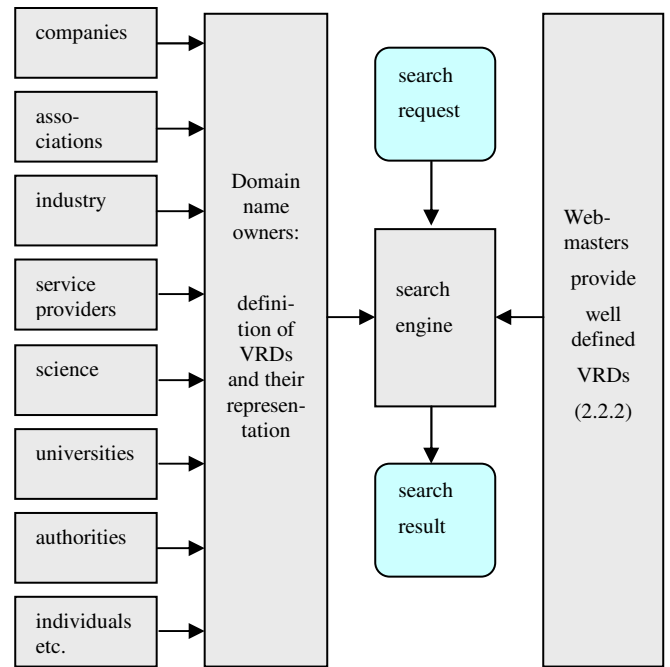 companies
asso-
ciations
industry
service
providers
science
universities
authorities
individuals
etc.
Domain
name
owners:
defini-
tion of
VRDs
and their
represen-
tation
search
request
search
engine
search
result
Web-
masters
provide
well
defined
VRDs
(2.2.2)